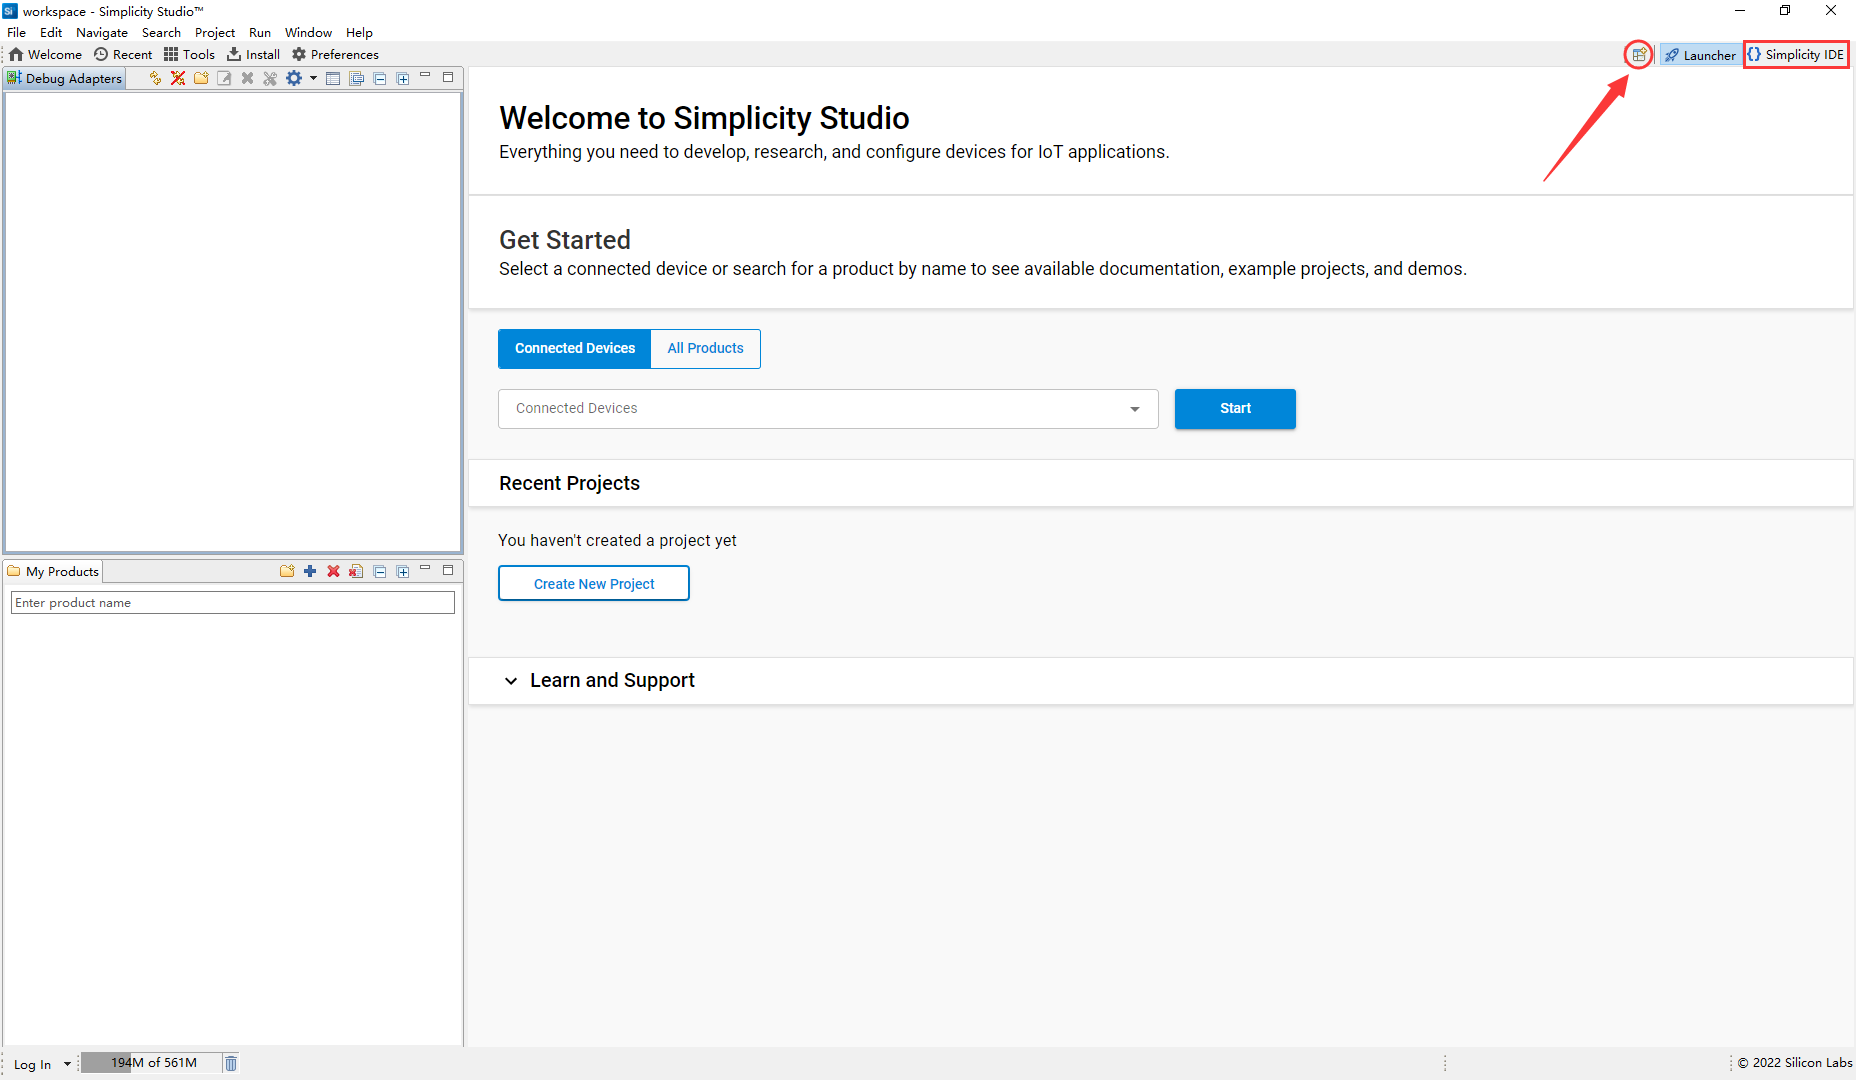 workspace - Simplicity Studio™
File Edit Navigate Search Project Run Window Help
Welcome Recent Tools Install Preferences
Launcher Simplicity IDE
Debug Adapters
Welcome to Simplicity Studio
Everything you need to develop, research, and configure devices for IoT applications.
Get Started
Select a connected device or search for a product by name to see available documentation, example projects, and demos.
Connected Devices All Products
Connected Devices
Start
Recent Projects
You haven't created a project yet
Create New Project
Learn and Support
My Products
Enter product name
Log In 194M of 561M
© 2022 Silicon Labs